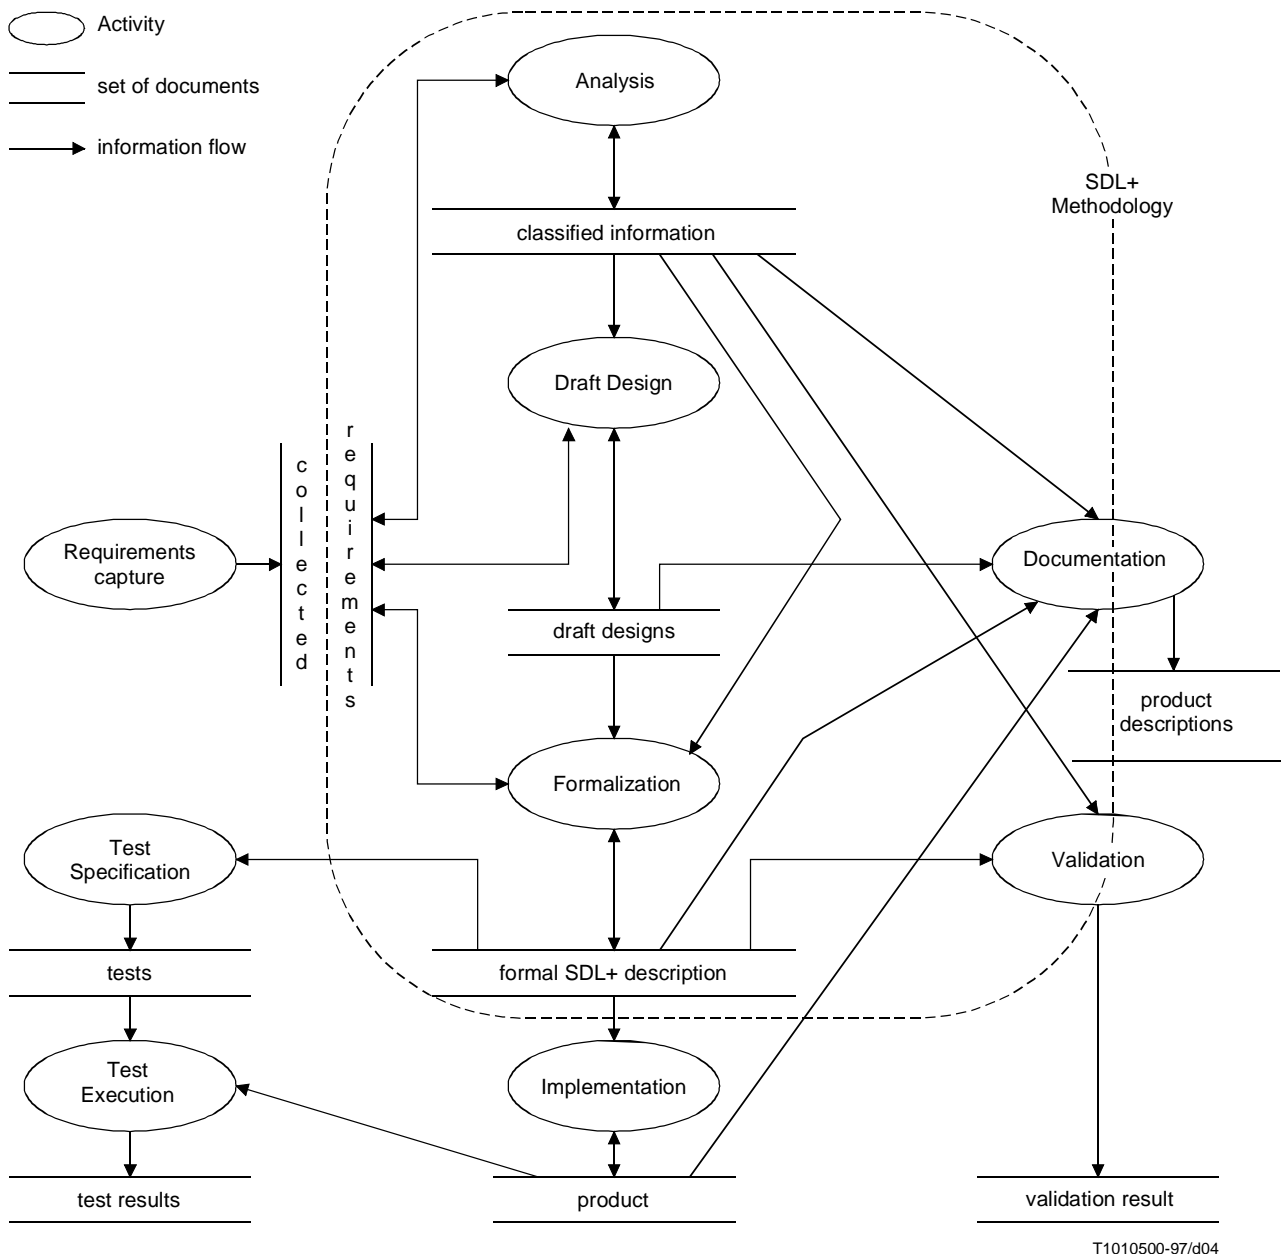 Activity
set of documents
information flow
Analysis
SDL+
Methodology
classified information
Draft Design
collected
requirements
Requirements
capture
Documentation
draft designs
product
descriptions
Formalization
Test
Specification
Validation
tests
formal SDL+ description
Test
Execution
Implementation
test results
product
validation result
T1010500-97/d04